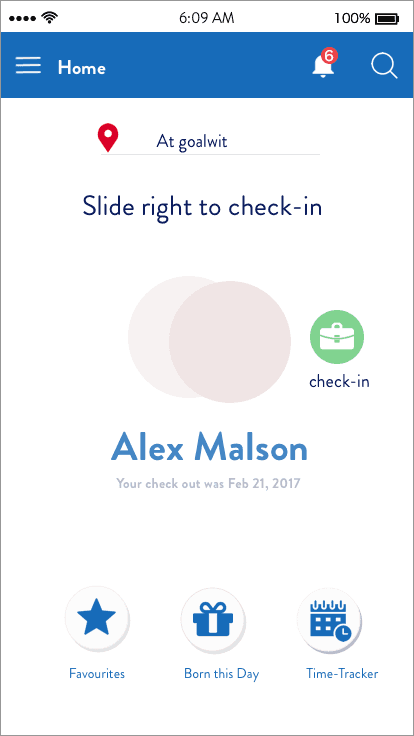 6:09 AM 100%
Home 6
At goalwit
Slide right to check-in
check-in
Alex Malson
Your check out was Feb 21, 2017
Favourites Born this Day Time-Tracker